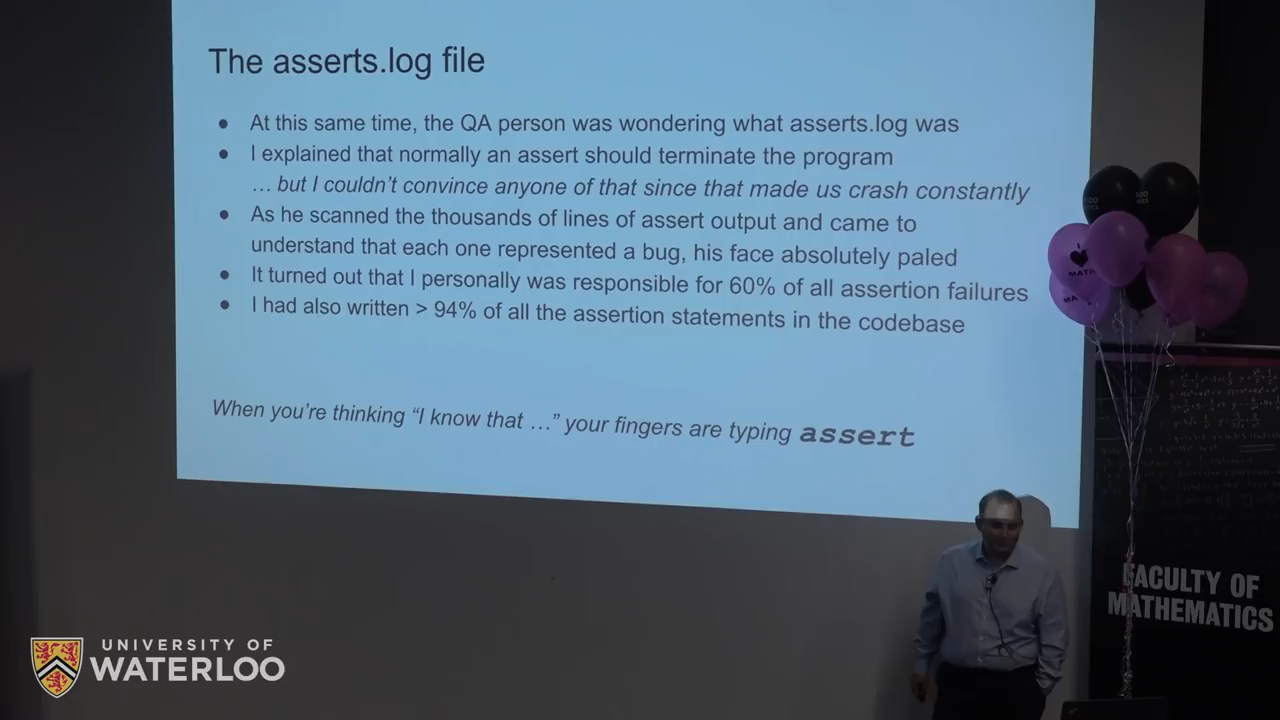 The asserts.log file
● At this same time, the QA person was wondering what asserts.log was
● I explained that normally an assert should terminate the program
… but I couldn't convince anyone of that since that made us crash constantly
● As he scanned the thousands of lines of assert output and came to
understand that each one represented a bug, his face absolutely paled
● It turned out that I personally was responsible for 60% of all assertion failures
● I had also written > 94% of all the assertion statements in the codebase
When you're thinking “I know that …” your fingers are typing assert
I
MATH
FACULTY OF
MATHEMATICS
UNIVERSITY OF
WATERLOO